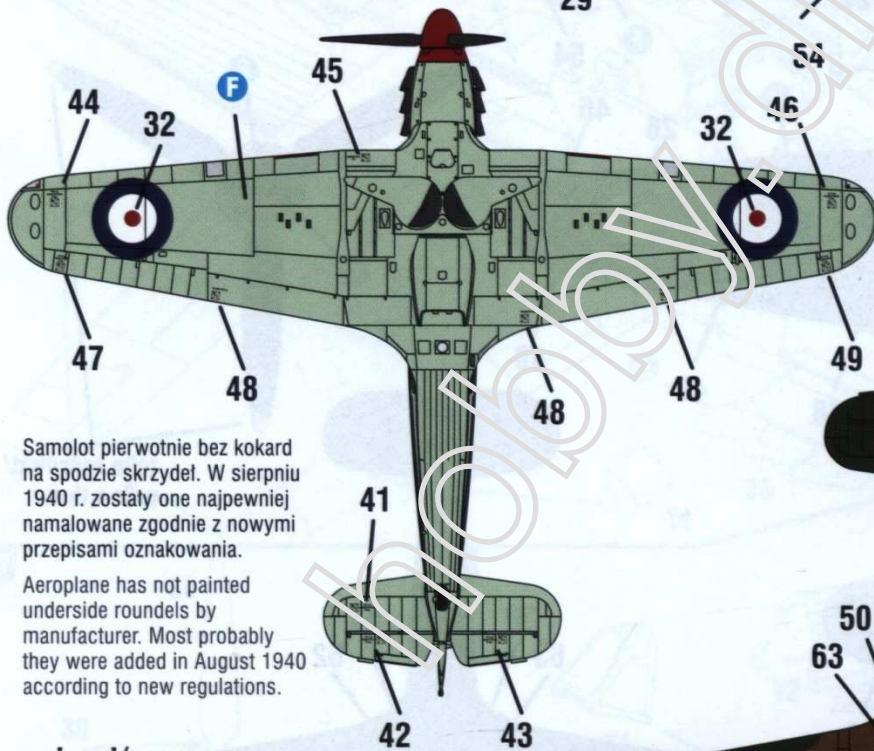 29
54
45
F
44
32
32
46
47
48
48
48
49
Samolot pierwotnie bez kokard
na spodzie skrzydeł. W sierpniu
1940 r. zostały one najpewniej
namalowane zgodnie z nowymi
przepisami oznakowania.
41
Aeroplane has not painted
underside roundels by
manufacturer. Most probably
they were added in August 1940
according to new regulations.
50
63
42
43
hobby.d